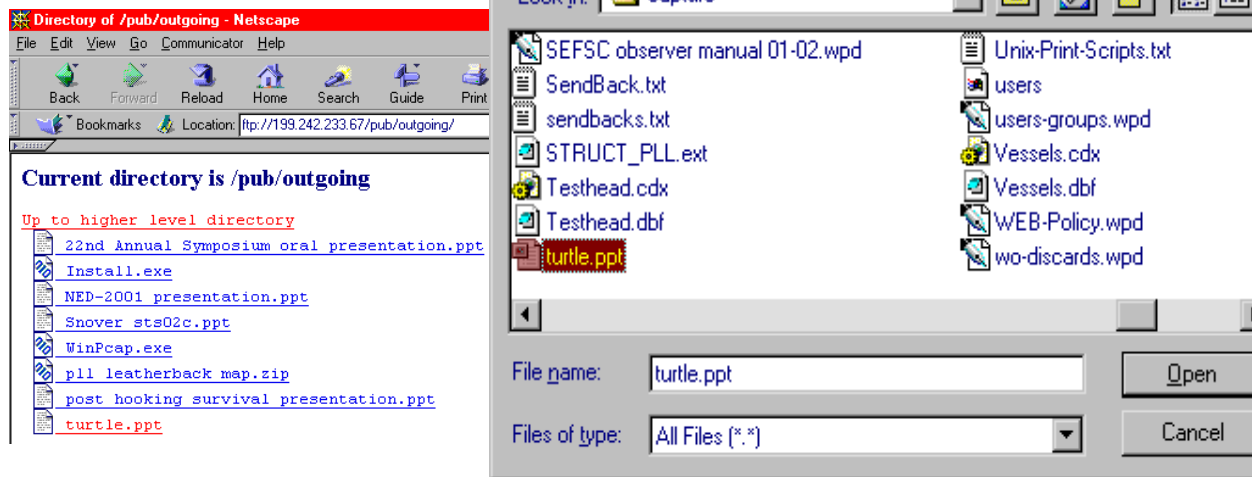 Directory of /pub/outgoing - Netscape
File Edit View Go Communicator Help
Back Forward Reload Home Search Guide Print
Bookmarks Location: ftp://199.242.233.67/pub/outgoing/
Current directory is /pub/outgoing
Up to higher level directory
22nd Annual Symposium oral presentation.ppt
Install.exe
NED-2001 presentation.ppt
Snover sts02c.ppt
WinPcap.exe
pll leatherback map.zip
post hooking survival presentation.ppt
turtle.ppt
Look in:
SEFSC observer manual 01-02.wpd
SendBack.txt
sendbacks.txt
STRUCT_PLL.ext
Testhead.cdx
Testhead.dbf
turtle.ppt
Unix-Print-Scripts.txt
users
users-groups.wpd
Vessels.cdx
Vessels.dbf
WEB-Policy.wpd
wo-discards.wpd
File name: turtle.ppt Open
Files of type: All Files (*.*) Cancel